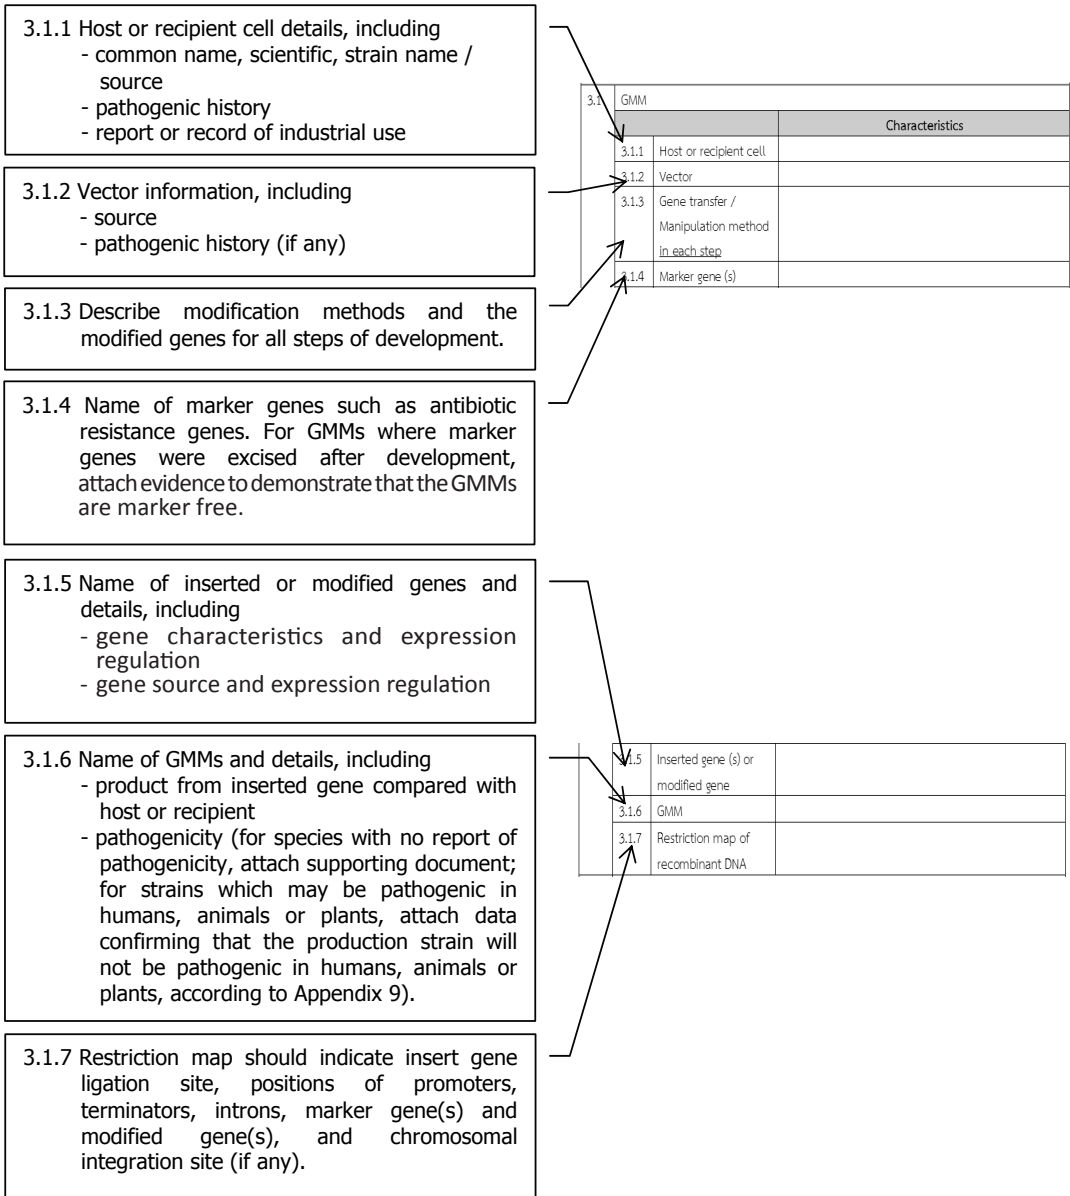 3.1.1 Host or recipient cell details, including
- common name, scientific, strain name /
source
- pathogenic history
- report or record of industrial use
3.1.2 Vector information, including
- source
- pathogenic history (if any)
3.1.3 Describe modification methods and the
modified genes for all steps of development.
3.1.4 Name of marker genes such as antibiotic
resistance genes. For GMMs where marker
genes were excised after development,
attach evidence to demonstrate that the GMMs
are marker free.
3.1 GMM
Characteristics
3.1.1 Host or recipient cell
3.1.2 Vector
3.1.3 Gene transfer /
Manipulation method
in each step
3.1.4 Marker gene (s)
3.1.5 Name of inserted or modified genes and
details, including
- gene characteristics and expression
regulation
- gene source and expression regulation
3.1.6 Name of GMMs and details, including
- product from inserted gene compared with
host or recipient
- pathogenicity (for species with no report of
pathogenicity, attach supporting document;
for strains which may be pathogenic in
humans, animals or plants, attach data
confirming that the production strain will
not be pathogenic in humans, animals or
plants, according to Appendix 9).
3.1.7 Restriction map should indicate insert gene
ligation site, positions of promoters,
terminators, introns, marker gene(s) and
modified gene(s), and chromosomal
integration site (if any).
3.1.5 Inserted gene (s) or
modified gene
3.1.6 GMM
3.1.7 Restriction map of
recombinant DNA